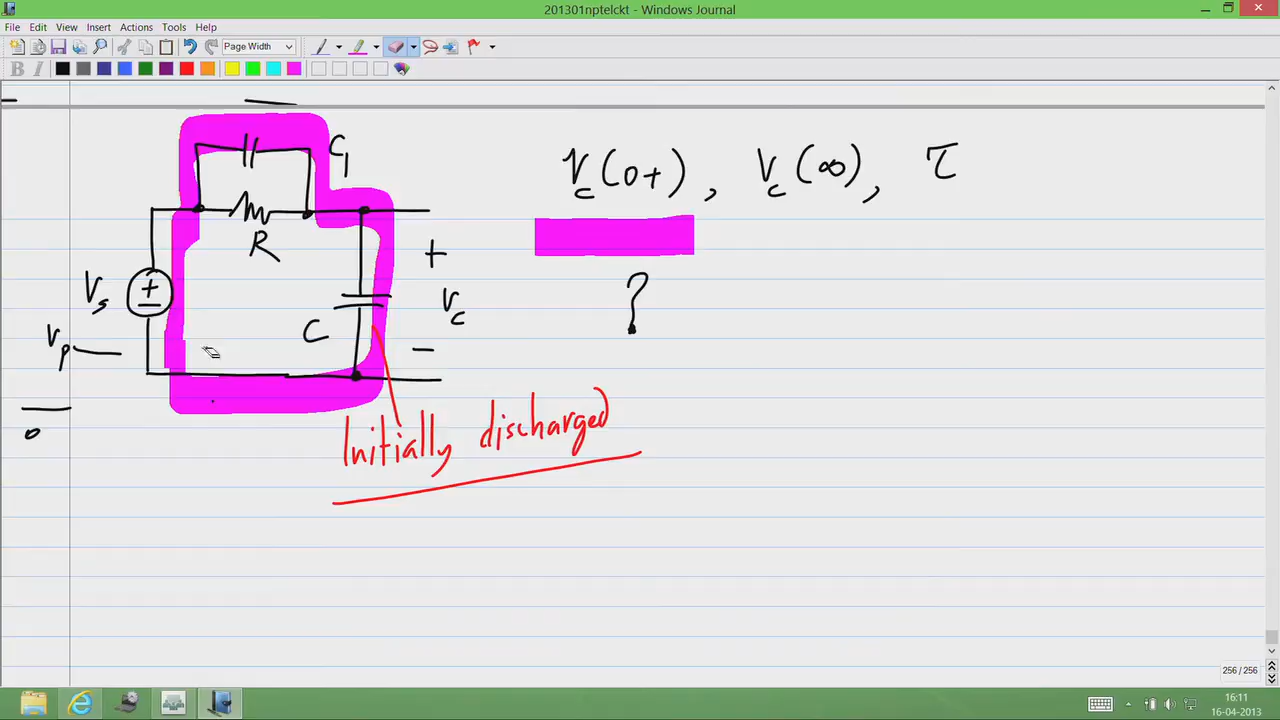 201301nptelckt - Windows Journal
File Edit View Insert Actions Tools Help
Page Width
B I
C1
R
Vs
+
C
+
Vc
−
Vp
0
Vc(0+), Vc(∞), τ
?
Initially discharged
256 / 256
16:11
16-04-2013